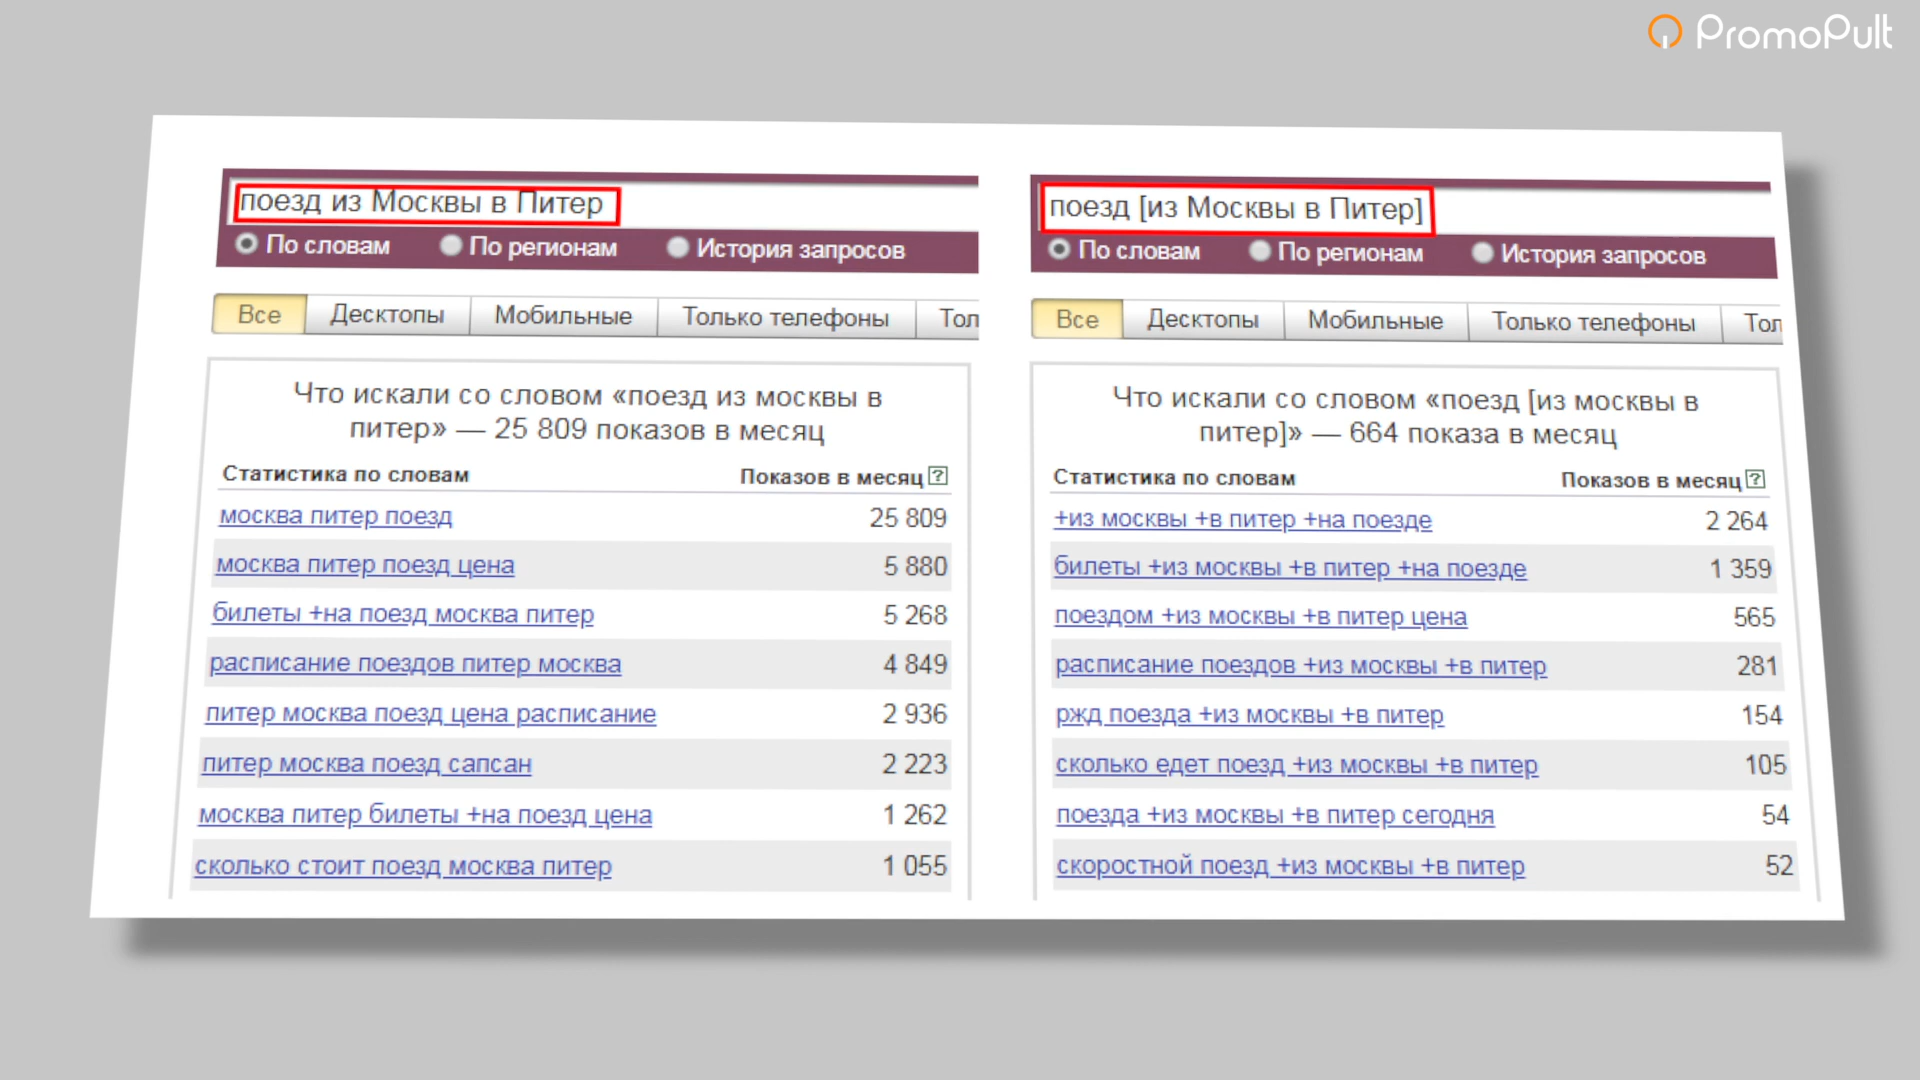 PromoPult
поезд из Москвы в Питер
По словам По регионам История запросов
Все Десктопы Мобильные Только телефоны Тол
Что искали со словом «поезд из москвы в
питер» — 25 809 показов в месяц
Статистика по словам Показов в месяц ?
москва питер поезд 25 809
москва питер поезд цена 5 880
билеты +на поезд москва питер 5 268
расписание поездов питер москва 4 849
питер москва поезд цена расписание 2 936
питер москва поезд сапсан 2 223
москва питер билеты +на поезд цена 1 262
сколько стоит поезд москва питер 1 055
поезд [из Москвы в Питер]
По словам По регионам История запросов
Все Десктопы Мобильные Только телефоны Тол
Что искали со словом «поезд [из москвы в
питер]» — 664 показа в месяц
Статистика по словам Показов в месяц ?
+из москвы +в питер +на поезде 2 264
билеты +из москвы +в питер +на поезде 1 359
поездом +из москвы +в питер цена 565
расписание поездов +из москвы +в питер 281
ржд поезда +из москвы +в питер 154
сколько едет поезд +из москвы +в питер 105
поезда +из москвы +в питер сегодня 54
скоростной поезд +из москвы +в питер 52